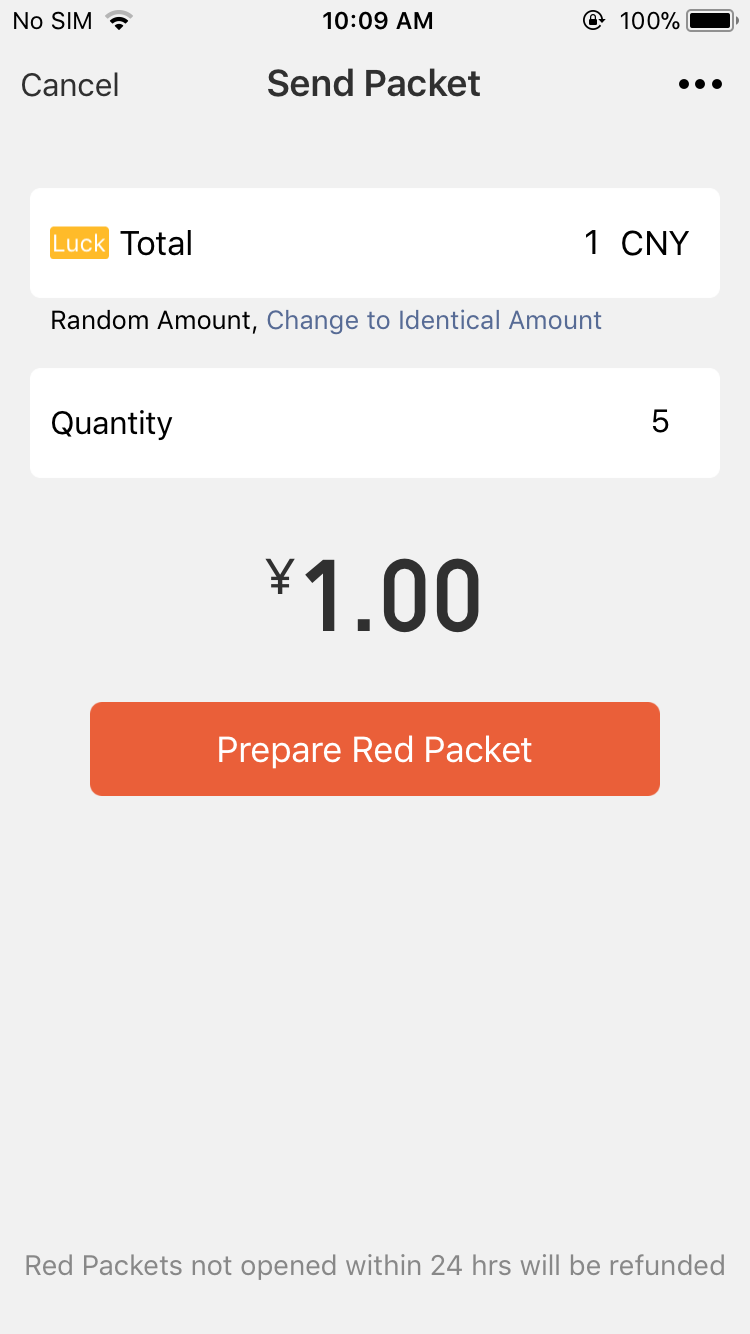 No SIM 10:09 AM 100%
Cancel Send Packet
Luck Total 1 CNY
Random Amount, Change to Identical Amount
Quantity 5
¥1.00
Prepare Red Packet
Red Packets not opened within 24 hrs will be refunded